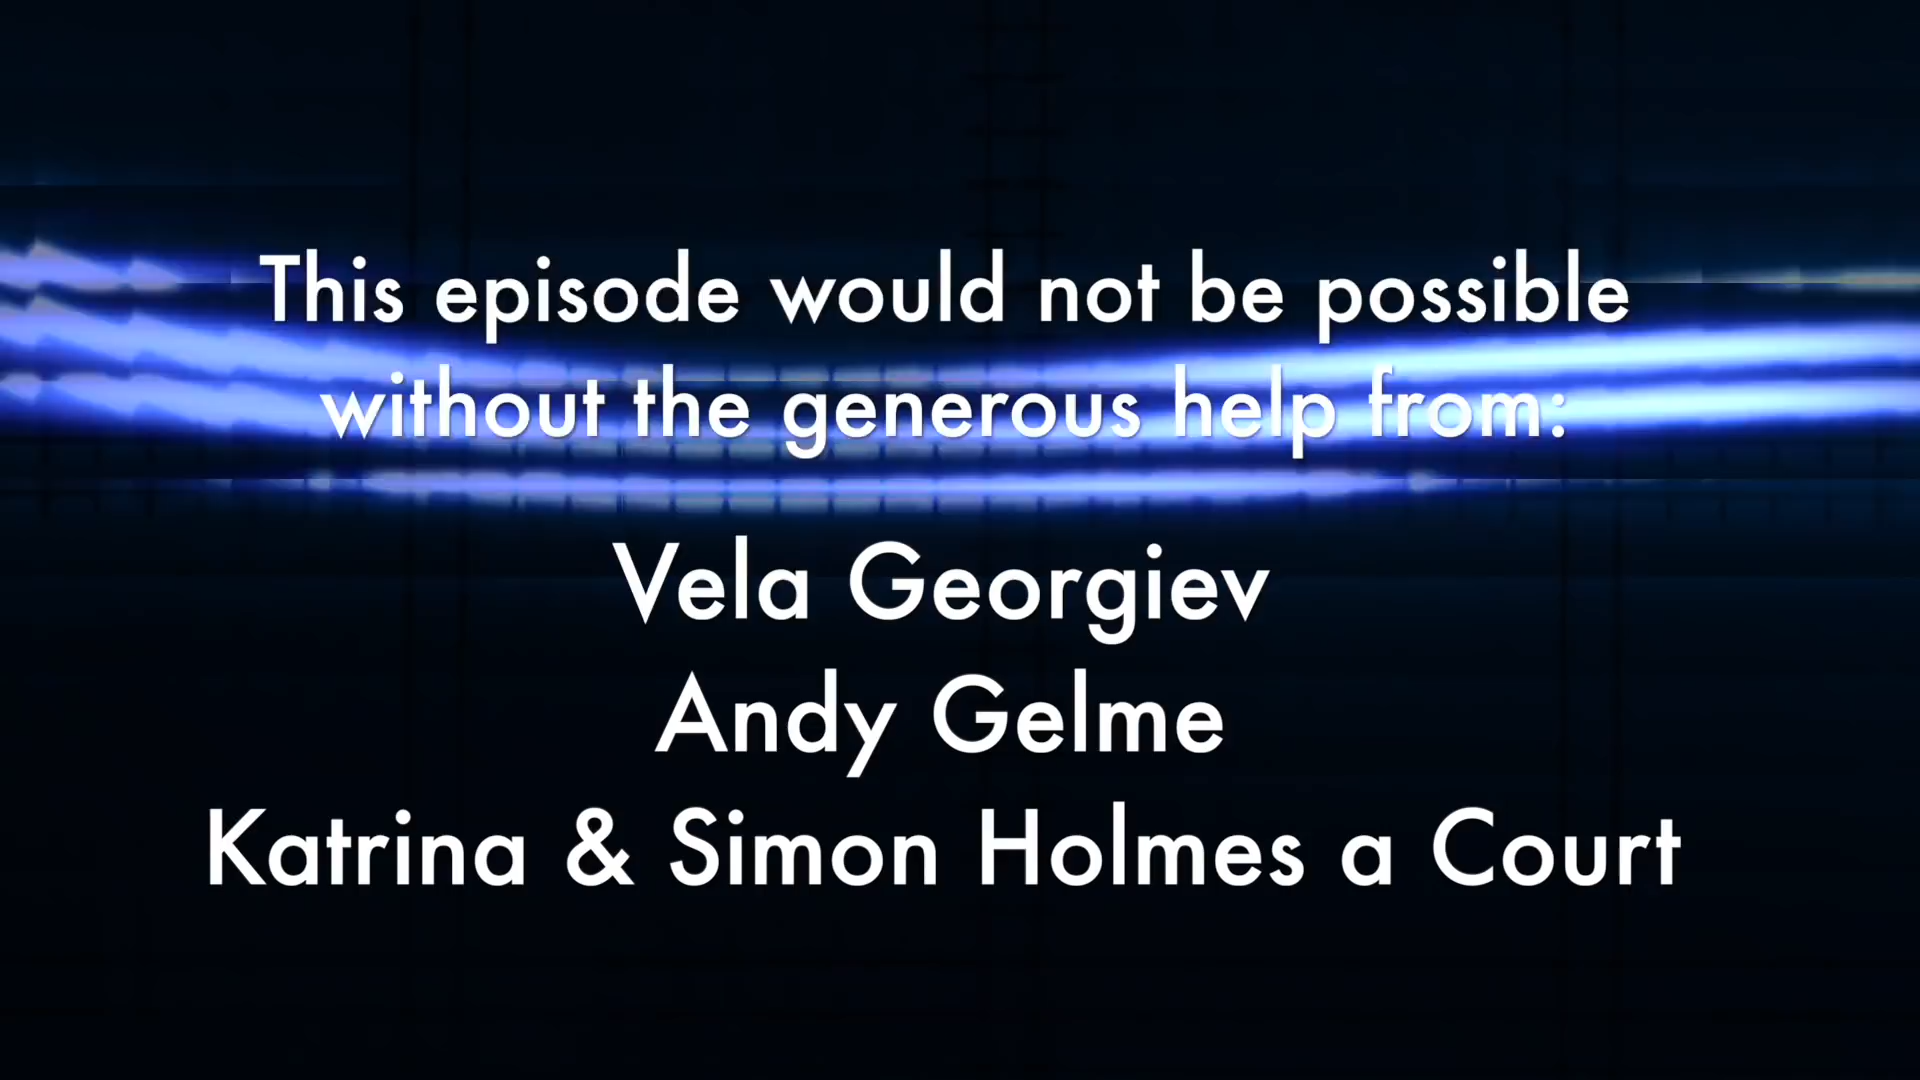 This episode would not be possible
without the generous help from:
Vela Georgiev
Andy Gelme
Katrina & Simon Holmes a Court